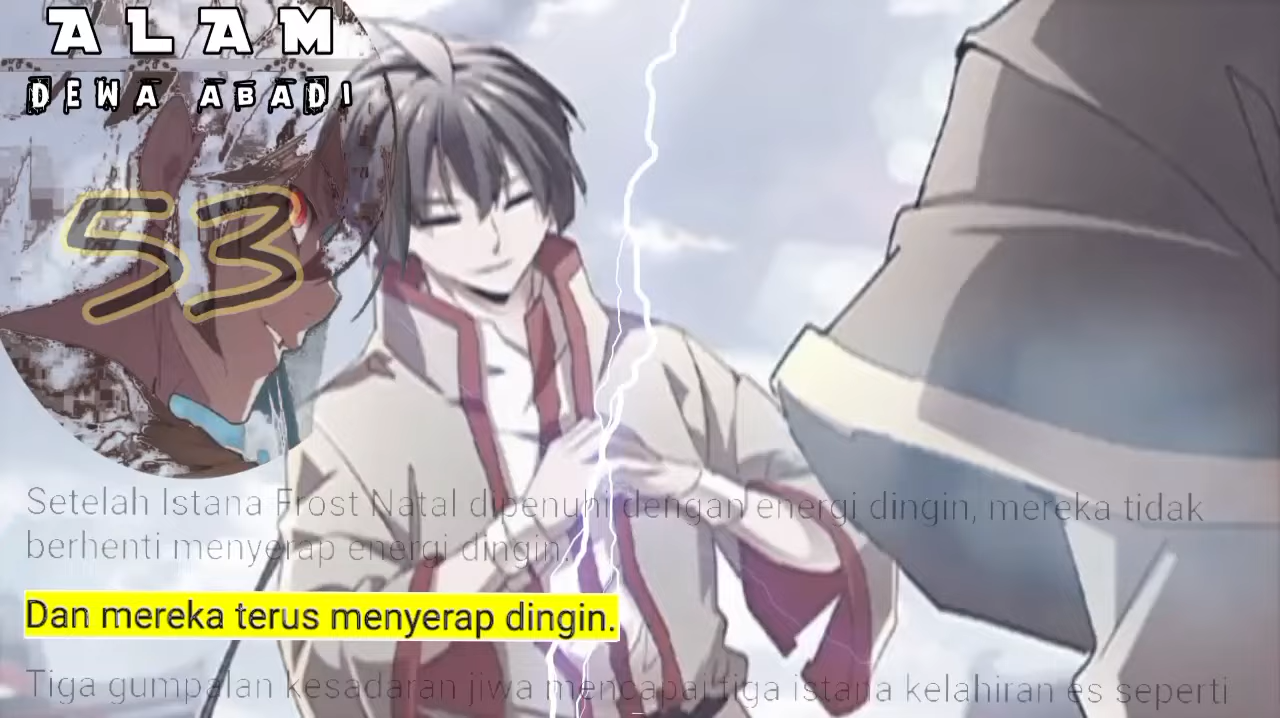 ALAM
DEWA ABADI
53
Setelah Istana Frost Natal dipenuhi dengan energi dingin, mereka tidak
berhenti menyerap energi dingin.
Dan mereka terus menyerap dingin.
Tiga gumpalan kesadaran jiwa mencapai tiga istana kelahiran es seperti